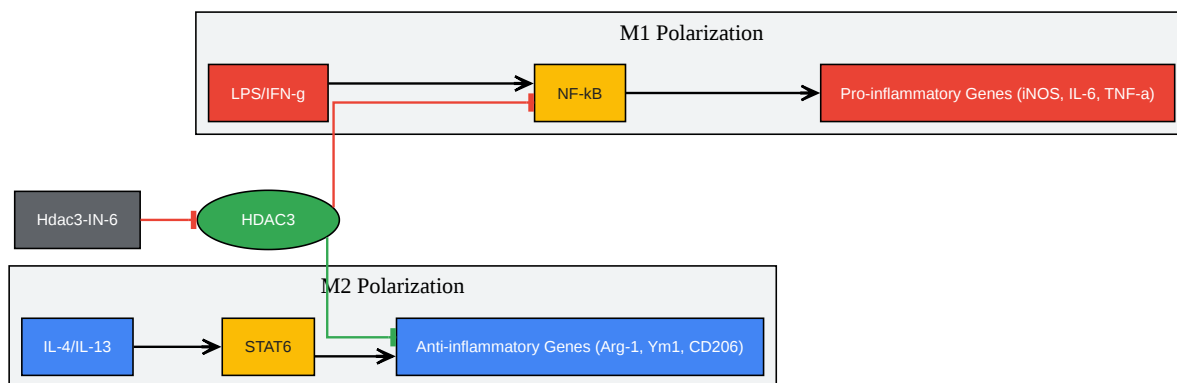 M1 Polarization
LPS/IFN-g
NF-kB
Pro-inflammatory Genes (iNOS, IL-6, TNF-a)
Hdac3-IN-6
HDAC3
M2 Polarization
IL-4/IL-13
STAT6
Anti-inflammatory Genes (Arg-1, Ym1, CD206)